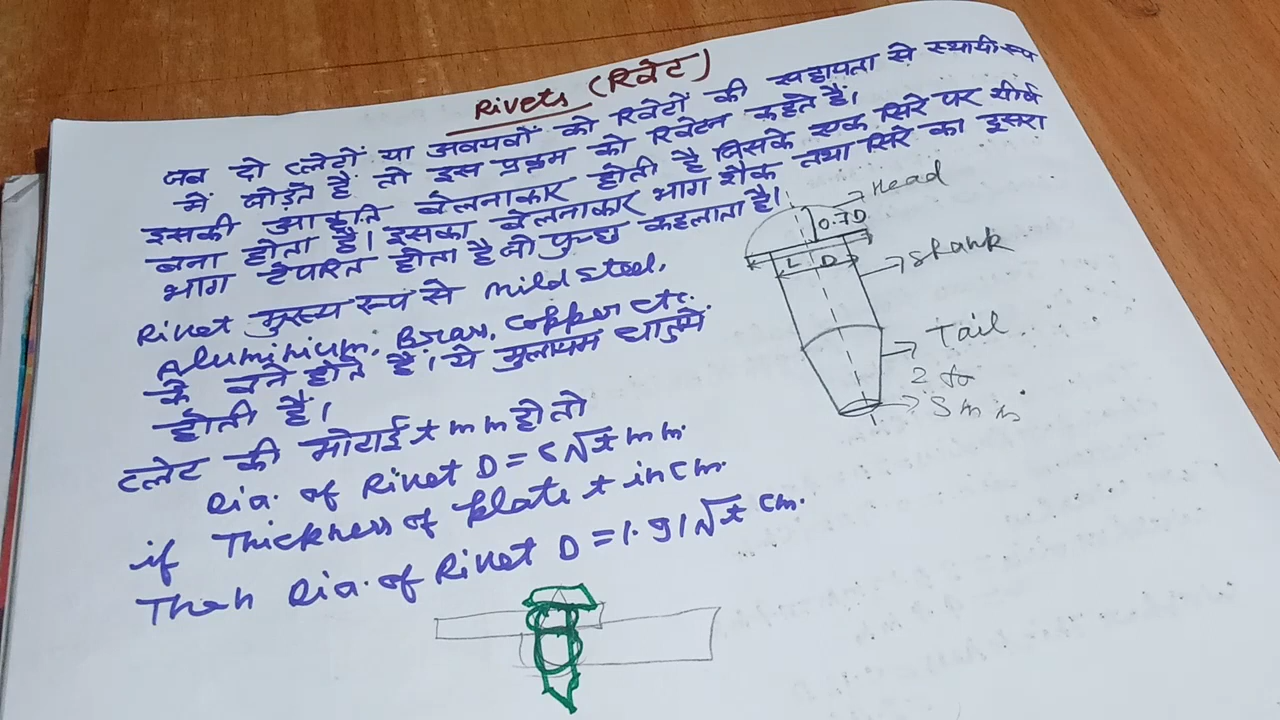 Rivets (रिवेट)
जब दो प्लेटों या अवयवों को रिवेटों की सहायता से स्थायी रूप
में जोड़ते हैं तो इस प्रक्रम को रिवेटन कहते हैं।
इसकी आकृति बेलनाकार होती है जिसके एक सिरे पर शीर्ष
बना होता है। इसका बेलनाकार भाग शैंक तथा सिरे का दूसरा
भाग टेपरित होता है जो पुच्छ कहलाता है।
Rivet मुख्य रूप से mild steel,
Aluminium, Brass, Copper etc.
के बने होते हैं। ये मुलायम धातुयें
होती हैं।
प्लेट की मोटाई t mm हो तो
Dia. of Rivet D = 6√t mm.
if Thickness of plate t in cm.
Then Dia. of Rivet D = 1.91√t cm.
Head
0.7D
L D
Shank
Tail
2 to
3mm